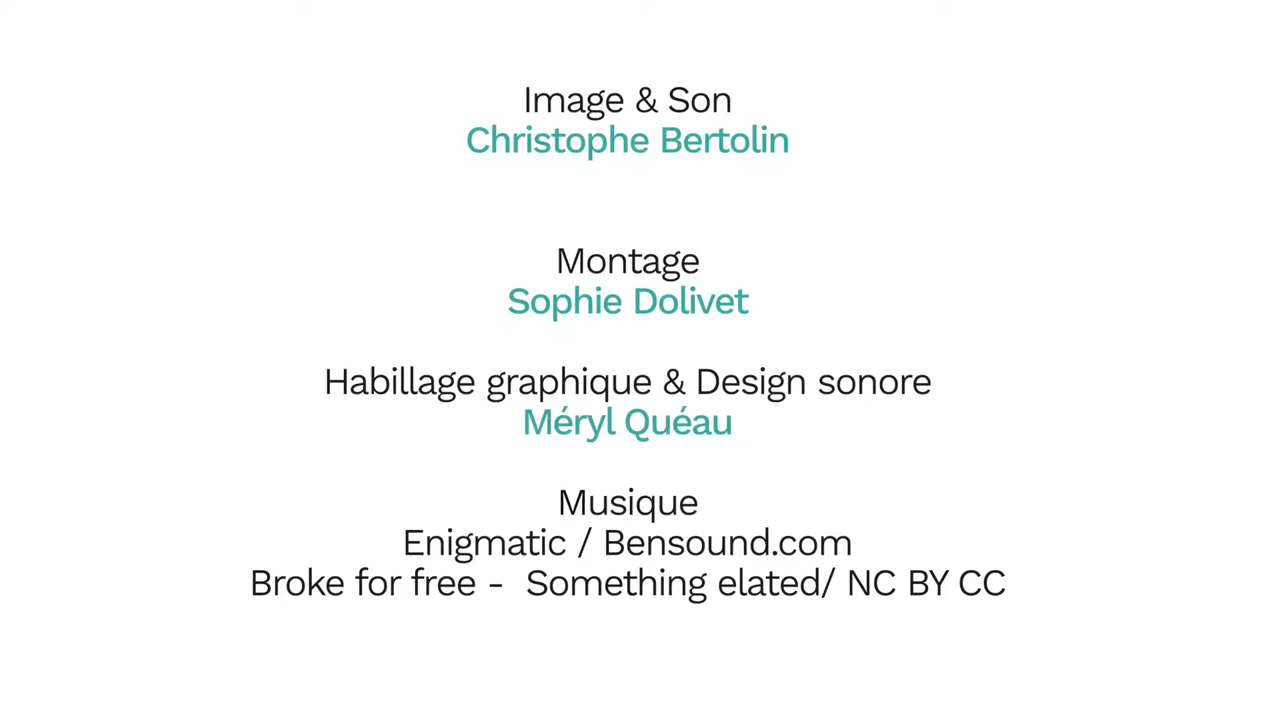 Image & Son
Christophe Bertolin
Montage
Sophie Dolivet
Habillage graphique & Design sonore
Méryl Quéau
Musique
Enigmatic / Bensound.com
Broke for free -  Something elated/ NC BY CC